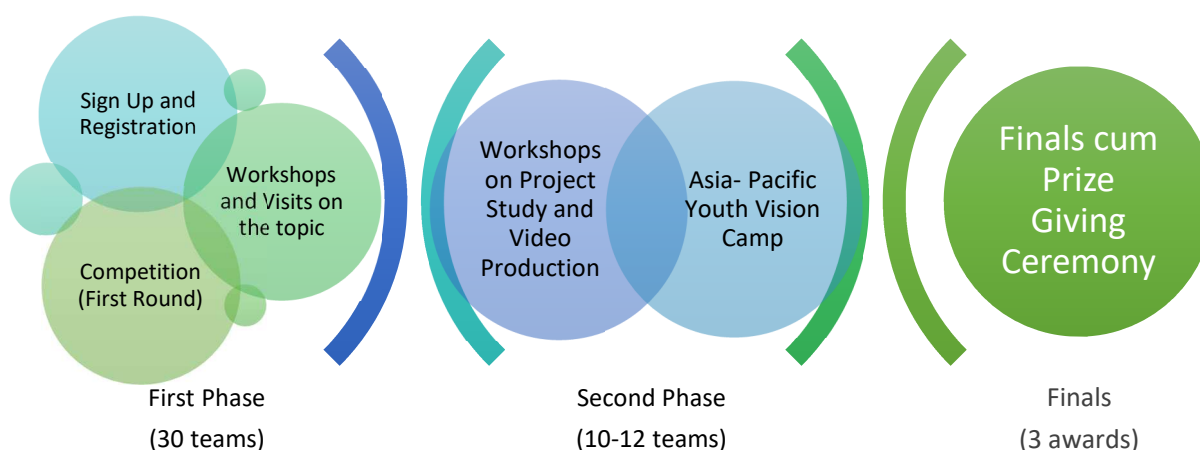 Sign Up and
Registration
Workshops
and Visits on
the topic
Competition
(First Round)
First Phase
(30 teams)
Workshops
on Project
Study and
Video
Production
Asia- Pacific
Youth Vision
Camp
Second Phase
(10-12 teams)
Finals cum
Prize
Giving
Ceremony
Finals
(3 awards)